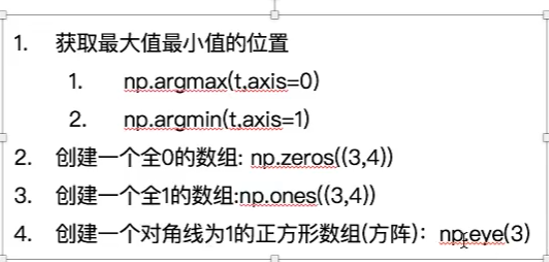 1. 获取最大值最小值的位置
1. np.argmax(t,axis=0)
2. np.argmin(t,axis=1)
2. 创建一个全0的数组: np.zeros((3,4))
3. 创建一个全1的数组:np.ones((3,4))
4. 创建一个对角线为1的正方形数组(方阵)：np.eye(3)